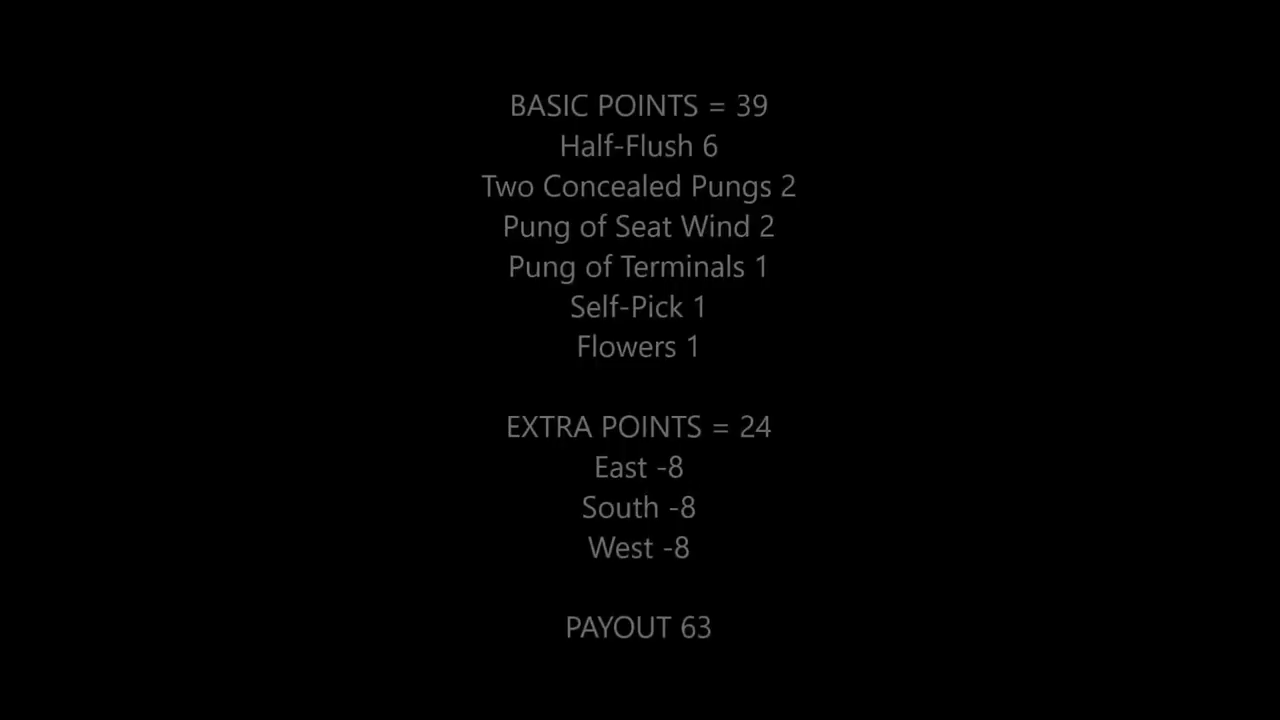 BASIC POINTS = 39
Half-Flush 6
Two Concealed Pungs 2
Pung of Seat Wind 2
Pung of Terminals 1
Self-Pick 1
Flowers 1
EXTRA POINTS = 24
East -8
South -8
West -8
PAYOUT 63